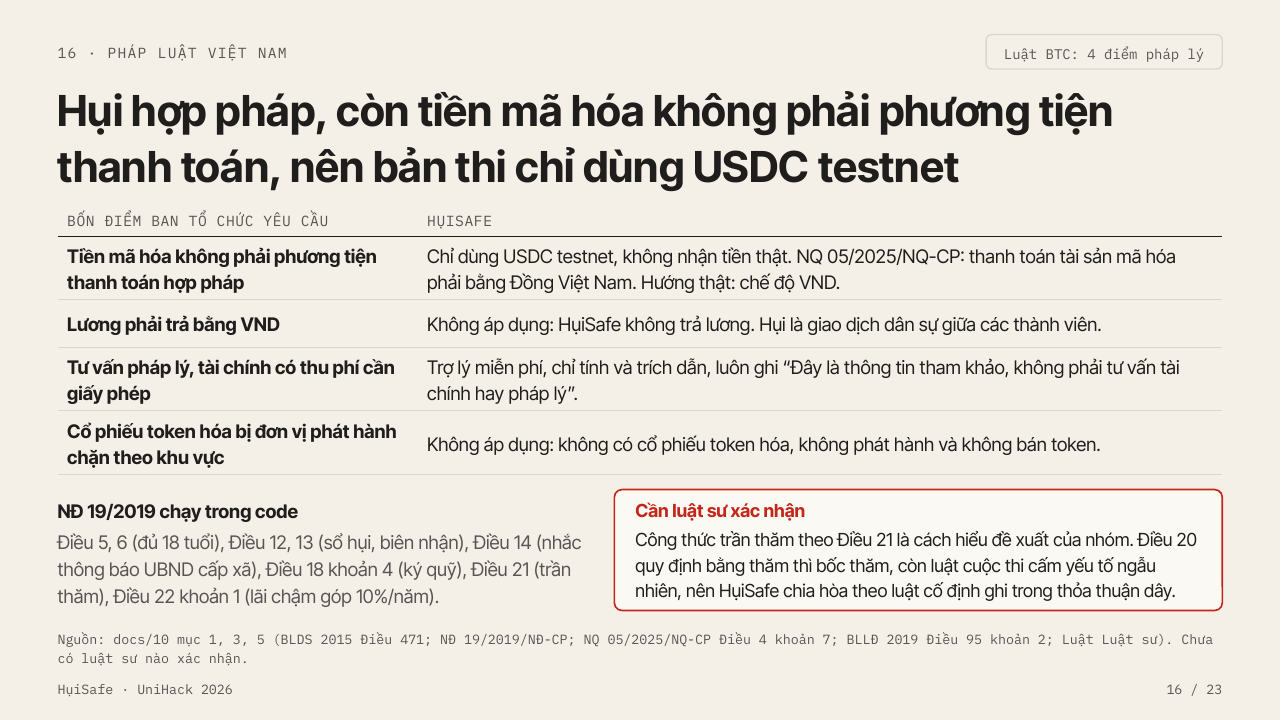 16 · PHÁP LUẬT VIỆT NAM
Luật BTC: 4 điểm pháp lý
Hụi hợp pháp, còn tiền mã hóa không phải phương tiện
thanh toán, nên bản thi chỉ dùng USDC testnet
BỐN ĐIỂM BAN TỔ CHỨC YÊU CẦU
HỤISAFE
Tiền mã hóa không phải phương tiện
thanh toán hợp pháp
Chỉ dùng USDC testnet, không nhận tiền thật. NQ 05/2025/NQ-CP: thanh toán tài sản mã hóa
phải bằng Đồng Việt Nam. Hướng thật: chế độ VND.
Lương phải trả bằng VND
Không áp dụng: HụiSafe không trả lương. Hụi là giao dịch dân sự giữa các thành viên.
Tư vấn pháp lý, tài chính có thu phí cần
giấy phép
Trợ lý miễn phí, chỉ tính và trích dẫn, luôn ghi “Đây là thông tin tham khảo, không phải tư vấn tài
chính hay pháp lý”.
Cổ phiếu token hóa bị đơn vị phát hành
chặn theo khu vực
Không áp dụng: không có cổ phiếu token hóa, không phát hành và không bán token.
NĐ 19/2019 chạy trong code
Điều 5, 6 (đủ 18 tuổi), Điều 12, 13 (sổ hụi, biên nhận), Điều 14 (nhắc
thông báo UBND cấp xã), Điều 18 khoản 4 (ký quỹ), Điều 21 (trần
thăm), Điều 22 khoản 1 (lãi chậm góp 10%/năm).
Cần luật sư xác nhận
Công thức trần thăm theo Điều 21 là cách hiểu đề xuất của nhóm. Điều 20
quy định bằng thăm thì bốc thăm, còn luật cuộc thi cấm yếu tố ngẫu
nhiên, nên HụiSafe chia hòa theo luật cố định ghi trong thỏa thuận dây.
Nguồn: docs/10 mục 1, 3, 5 (BLDS 2015 Điều 471; NĐ 19/2019/NĐ-CP; NQ 05/2025/NQ-CP Điều 4 khoản 7; BLLĐ 2019 Điều 95 khoản 2; Luật Luật sư). Chưa
có luật sư nào xác nhận.
HụiSafe · UniHack 2026
16 / 23